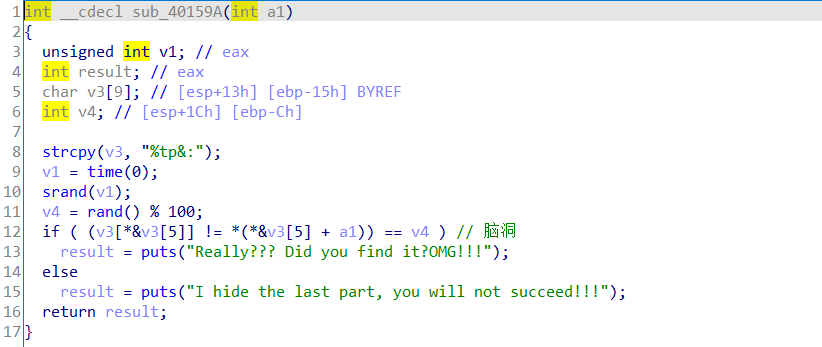 1 int __cdecl sub_40159A(int a1)
2 {
3 unsigned int v1; // eax
4 int result; // eax
5 char v3[9]; // [esp+13h] [ebp-15h] BYREF
6 int v4; // [esp+1Ch] [ebp-Ch]
7
8 strcpy(v3, "%tp&:");
9 v1 = time(0);
10 srand(v1);
11 v4 = rand() % 100;
12 if ( (v3[*&v3[5]] != *(*&v3[5] + a1)) == v4 ) // 脑洞
13 result = puts("Really??? Did you find it?OMG!!!");
14 else
15 result = puts("I hide the last part, you will not succeed!!!");
16 return result;
17 }